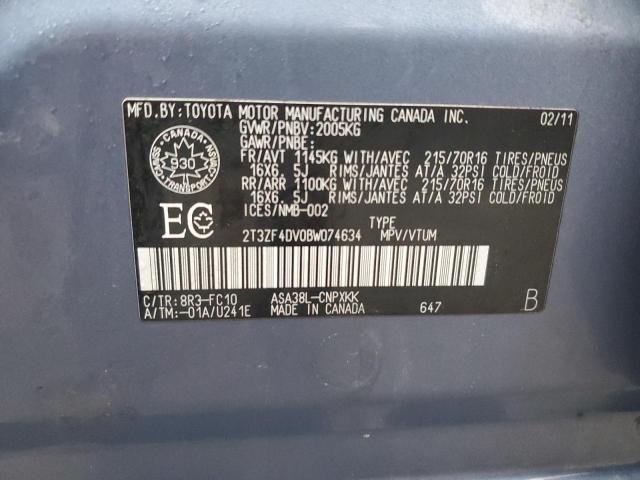 MFD.BY:TOYOTA MOTOR MANUFACTURING CANADA INC. 02/11
GVWR/PNBV:2005KG
GAWR/PNBE:
FR/AVT 1145KG WITH/AVEC 215/70R16 TIRES/PNEUS
16X6.5J RIMS/JANTES AT/A 32PSI COLD/FROID
RR/ARR 1100KG WITH/AVEC 215/70R16 TIRES/PNEUS
16X6.5J RIMS/JANTES AT/A 32PSI COLD/FROID
ICES/NMB-002
CANADA
930
TRANSPORT
EC
TYPE
2T3ZF4DV0BW074634 MPV/VTUM
C/TR:8R3-FC10 ASA38L-CNPXKK
A/TM:-01A/U241E MADE IN CANADA 647 B